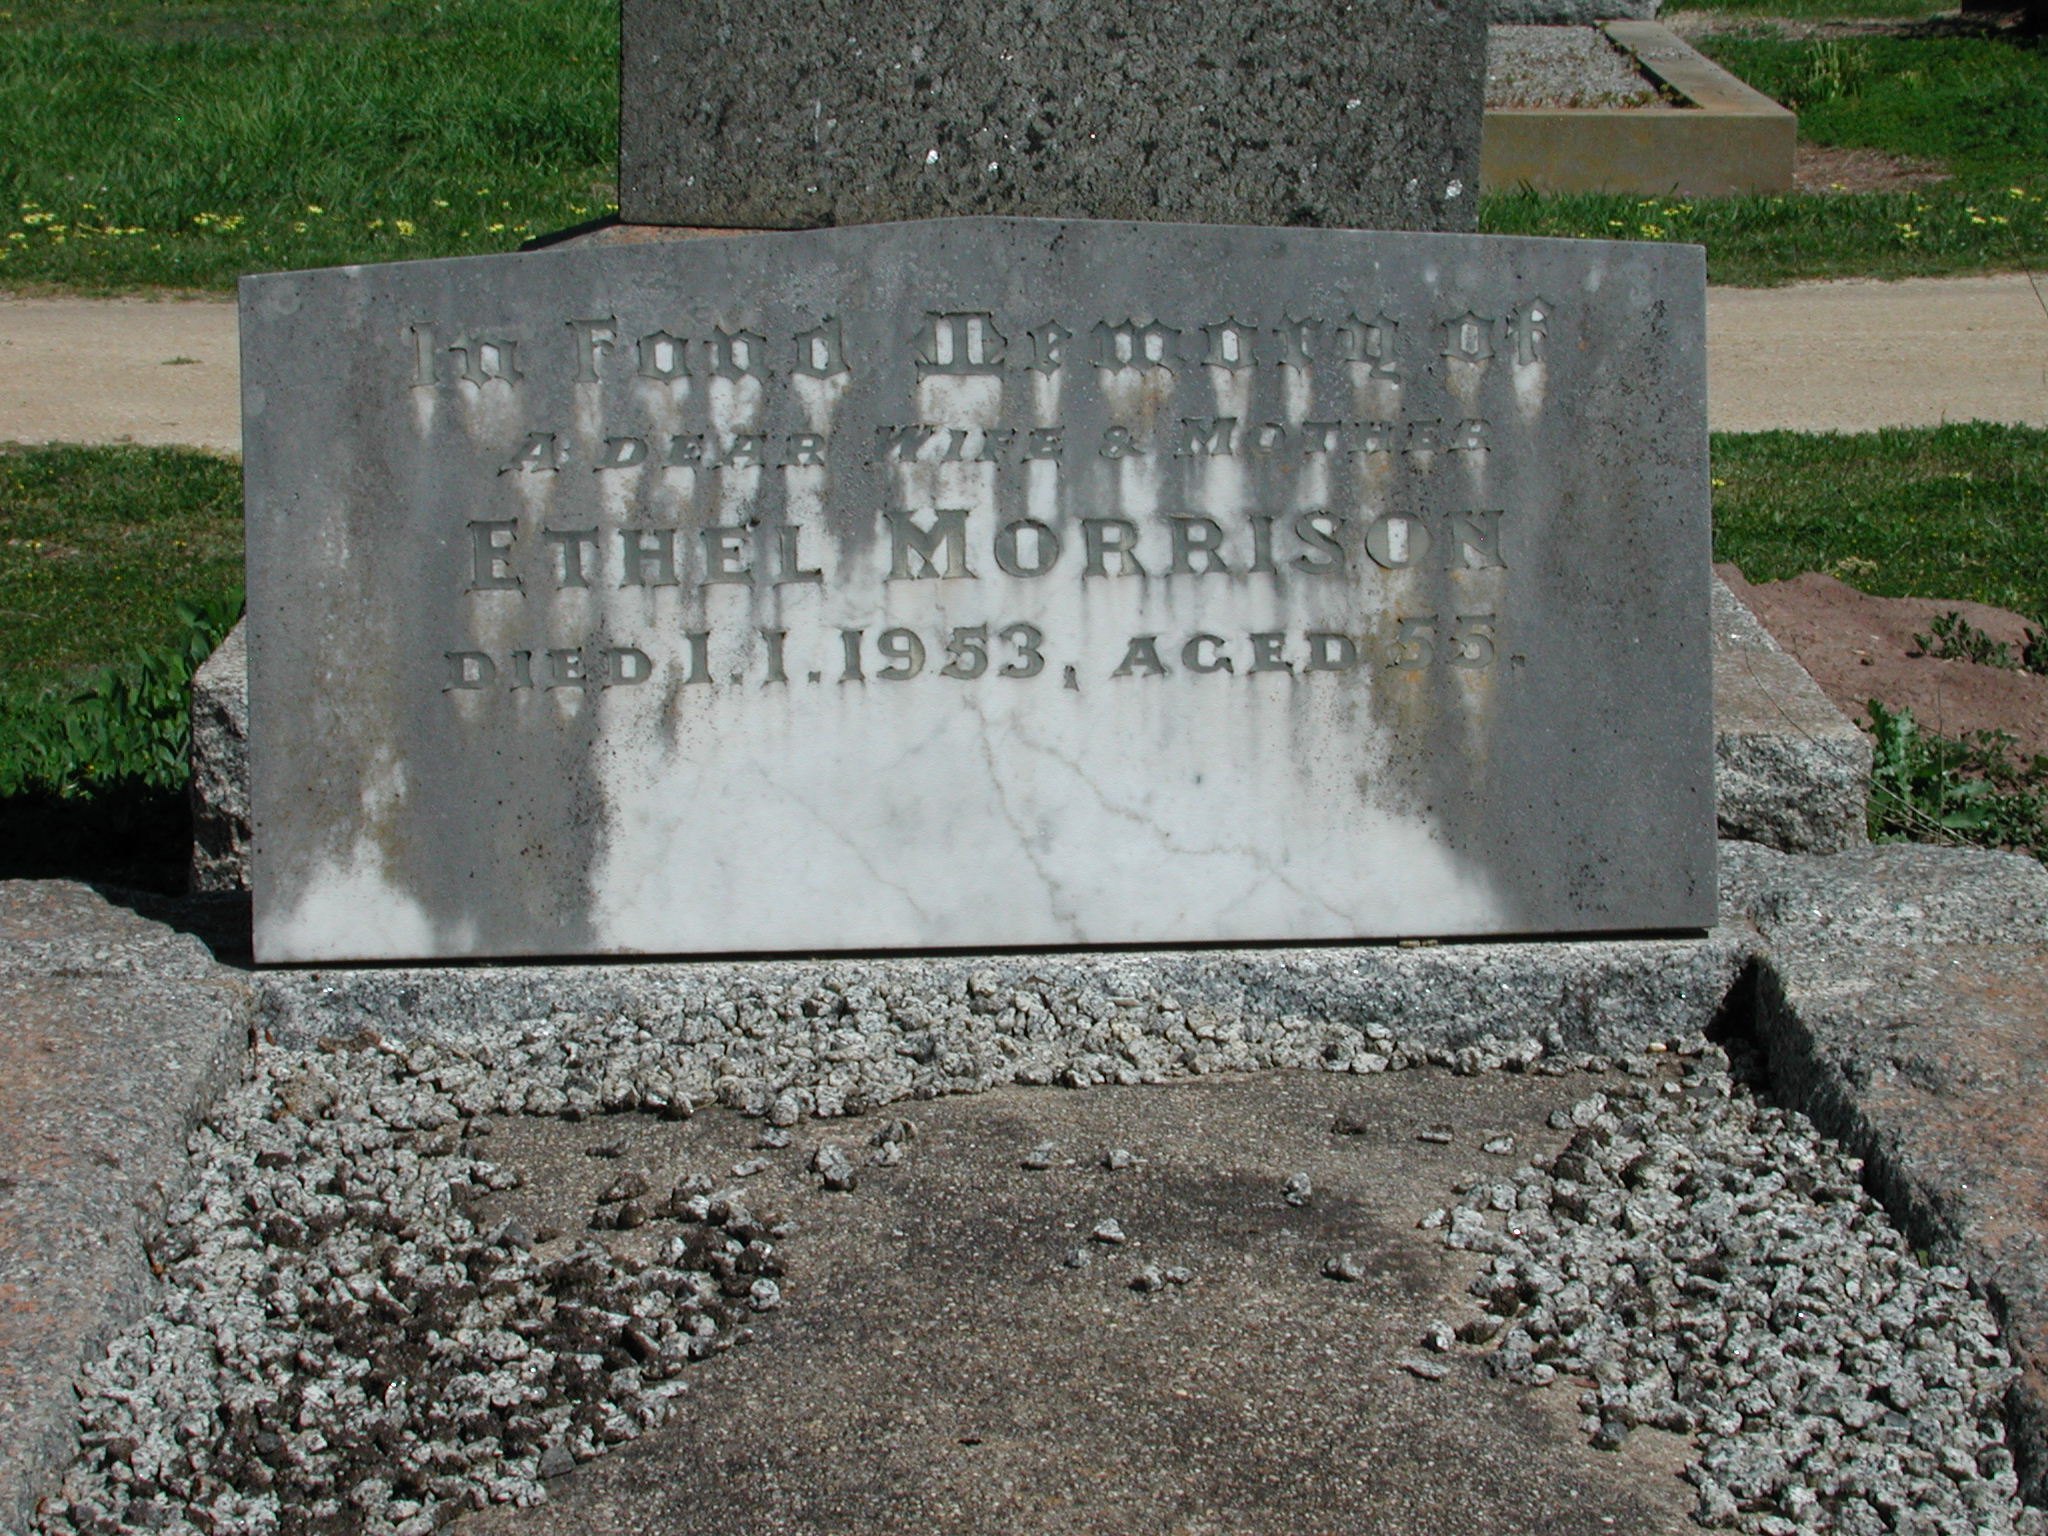 In Fond Memory of
A DEAR WIFE & MOTHER
ETHEL MORRISON
DIED 1.1.1953, AGED 55.